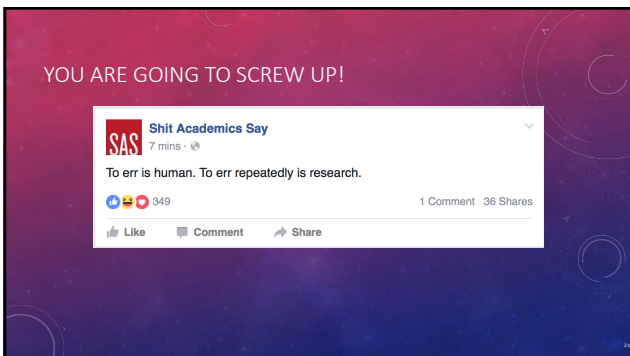 YOU ARE GOING TO SCREW UP!
SAS
Shit Academics Say
7 mins ·
To err is human. To err repeatedly is research.
349
1 Comment 36 Shares
Like Comment Share